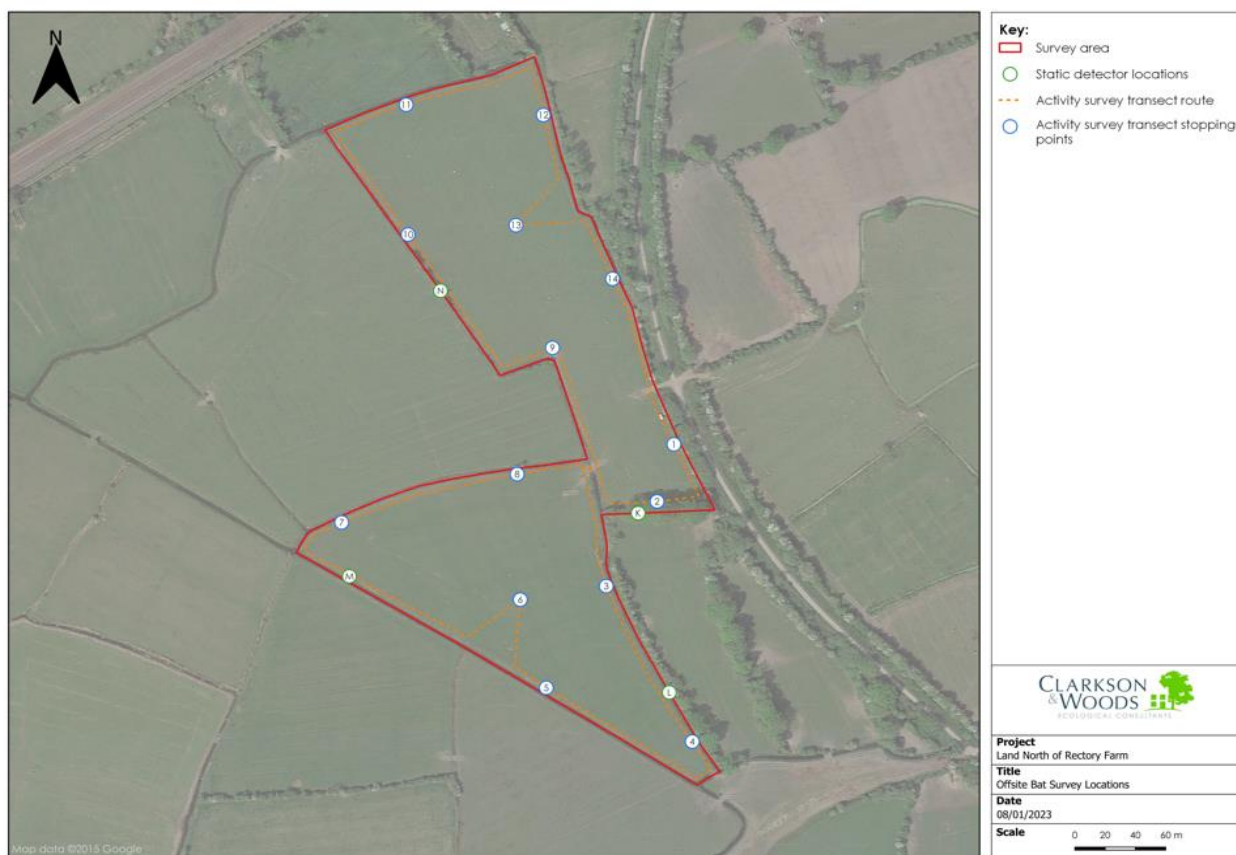 N
11
12
13
10
14
N
9
1
8
2
K
7
M
3
6
5
L
4
Map data ©2015 Google
Key:
Survey area
Static detector locations
Activity survey transect route
Activity survey transect stopping
points
CLARKSON
& WOODS
ECOLOGICAL CONSULTANTS
Project
Land North of Rectory Farm
Title
Offsite Bat Survey Locations
Date
08/01/2023
Scale
0 20 40 60 m